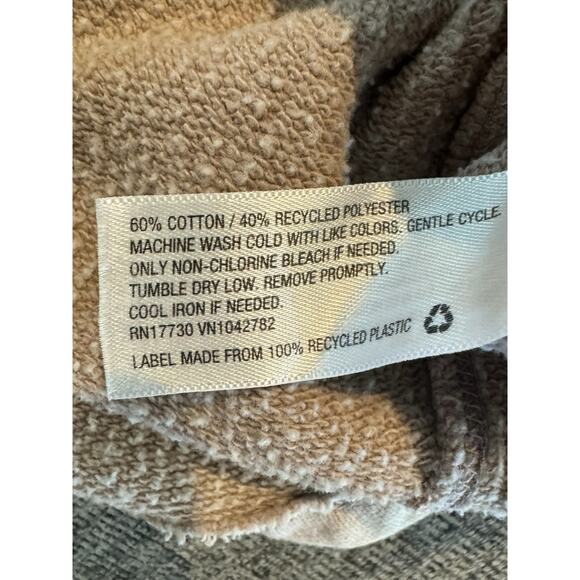 60% COTTON / 40% RECYCLED POLYESTER
MACHINE WASH COLD WITH LIKE COLORS. GENTLE CYCLE.
ONLY NON-CHLORINE BLEACH IF NEEDED.
TUMBLE DRY LOW. REMOVE PROMPTLY.
COOL IRON IF NEEDED.
RN17730 VN1042782
LABEL MADE FROM 100% RECYCLED PLASTIC